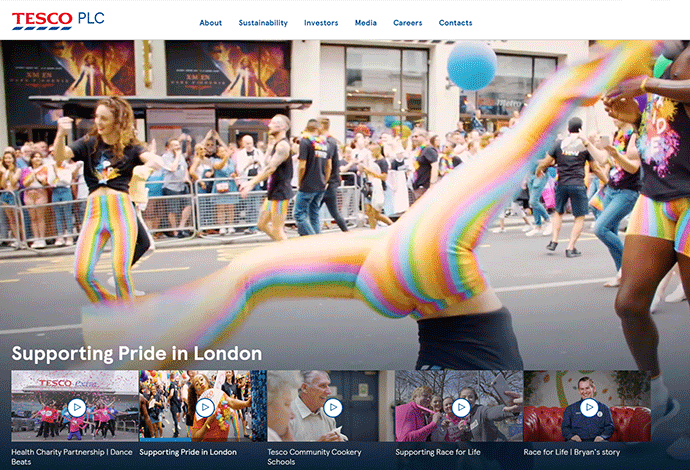 TESCO PLC
About Sustainability Investors Media Careers Contacts
X-MEN
Supporting Pride in London
TESCO
Health Charity Partnership | Dance Beats
Supporting Pride in London
Tesco Community Cookery Schools
Supporting Race for Life
Race for Life | Bryan's story